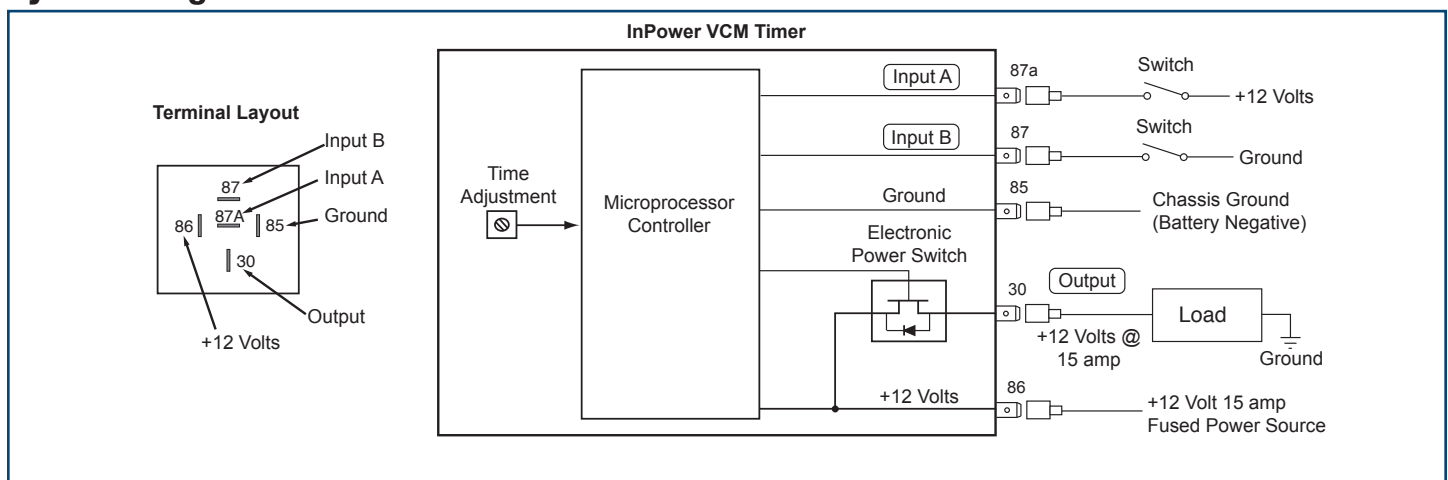 InPower VCM Timer
Terminal Layout
Input B
Input A
Ground
Output
+12 Volts
87
87A
86
85
30
Time
Adjustment
Microprocessor
Controller
Input A
87a
Switch
+12 Volts
Input B
87
Switch
Ground
Ground
85
Chassis Ground
(Battery Negative)
Electronic
Power Switch
30
Output
+12 Volts @
15 amp
Load
Ground
+12 Volts
86
+12 Volt 15 amp
Fused Power Source